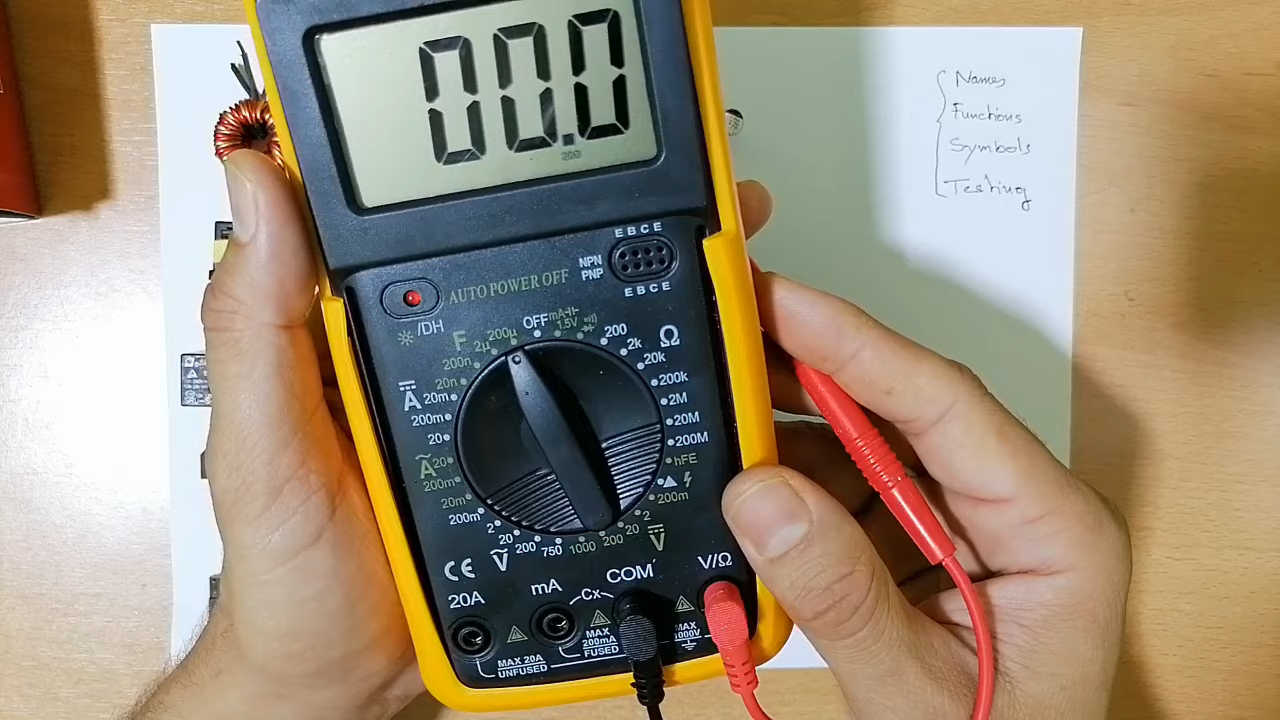 00.0
200
Names
Functions
Symbols
Testing
E B C E
NPN
PNP
E B C E
AUTO POWER OFF
/DH
F
2µ
200µ
OFF
mA
1.5V
200
Ω
2k
20k
200k
2M
20M
200M
hFE
200m
2
20
200
1000
V
750
200
20
2
200m
V
20m
200m
A
20
20
200m
20m
A
20n
200n
CE
20A
mA
Cx
COM
V/Ω
MAX 20A
UNFUSED
MAX
200mA
FUSED
MAX
1000V